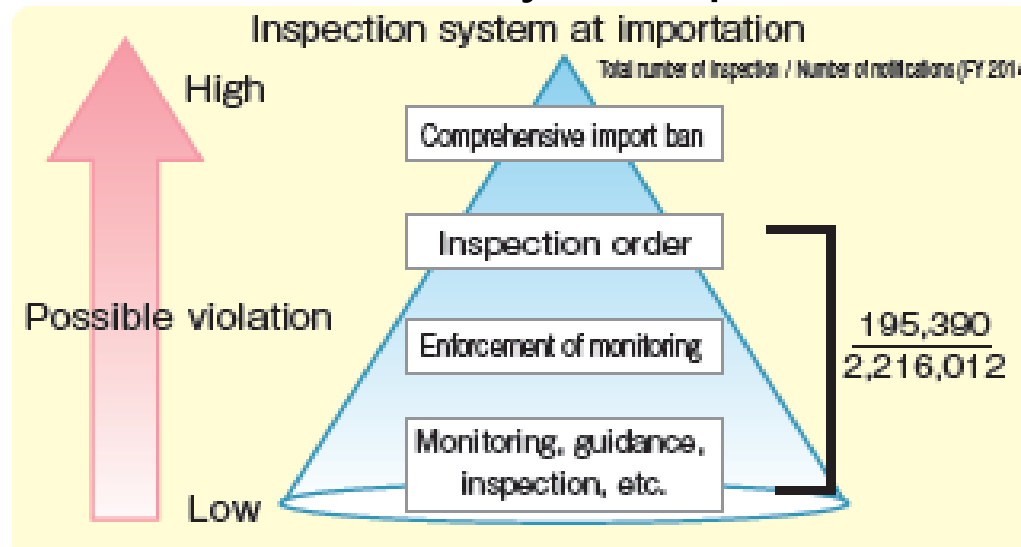 Inspection system at importation
Total number of inspection / Number of notifications (FY 2014
High
Comprehensive import ban
Inspection order
Possible violation
Enforcement of monitoring
195,390
2,216,012
Monitoring, guidance,
inspection, etc.
Low